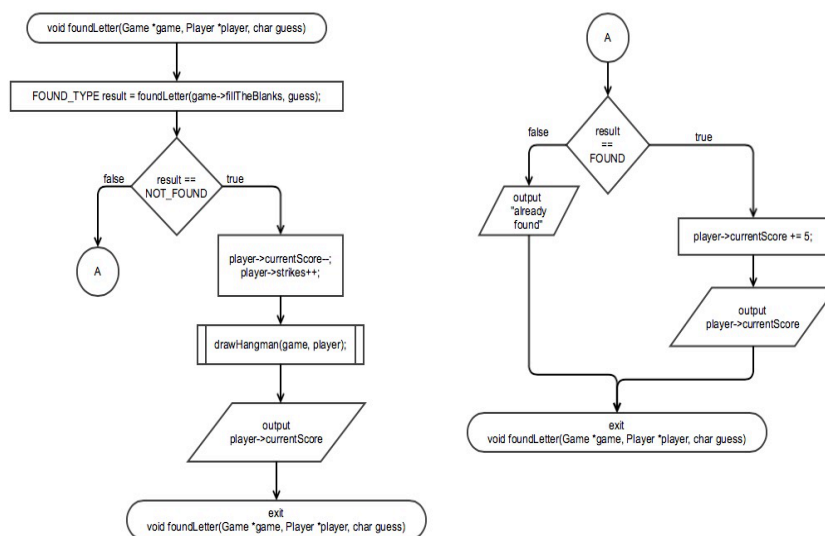 void foundLetter(Game *game, Player *player, char guess)
FOUND_TYPE result = foundLetter(game->fillTheBlanks, guess);
false
result ==
NOT_FOUND
true
A
player->currentScore--;
player->strikes++;
drawHangman(game, player);
output
player->currentScore
exit
void foundLetter(Game *game, Player *player, char guess)
A
false
result
==
FOUND
true
output
"already
found"
player->currentScore += 5;
output
player->currentScore
exit
void foundLetter(Game *game, Player *player, char guess)